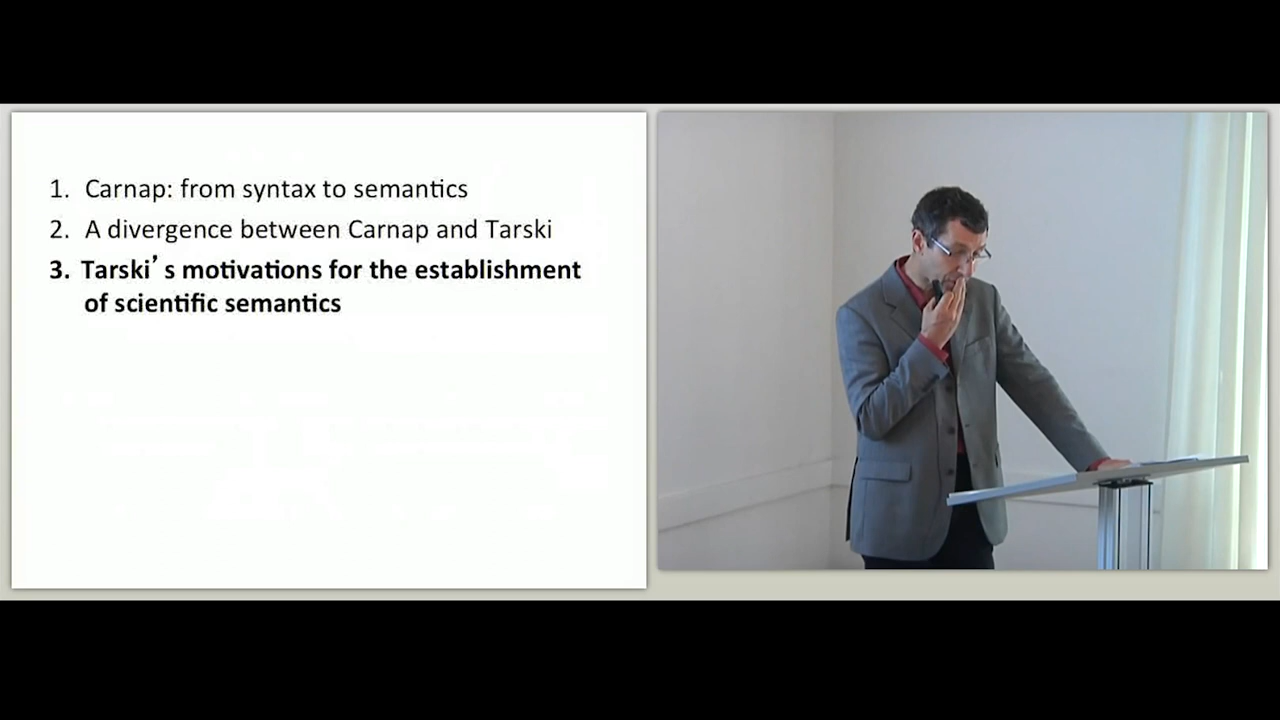 1. Carnap: from syntax to semantics
2. A divergence between Carnap and Tarski
3. Tarski’s motivations for the establishment
of scientific semantics